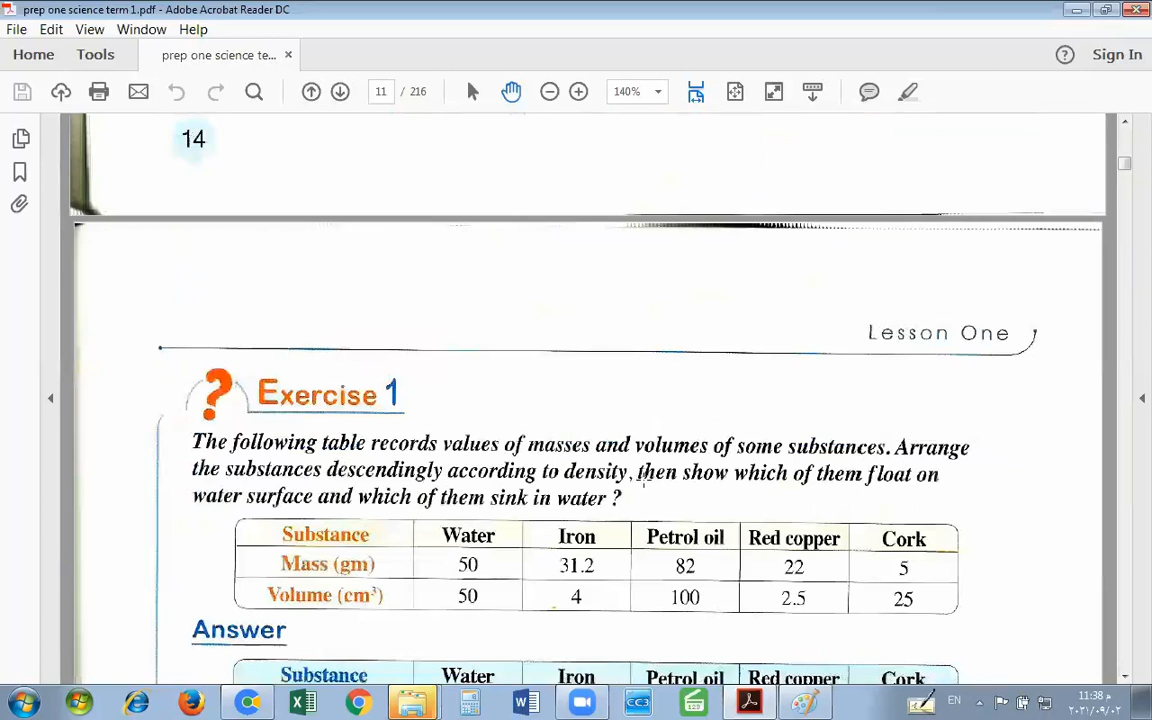 prep one science term 1.pdf - Adobe Acrobat Reader DC
File Edit View Window Help
Home Tools prep one science te... × ? Sign In
11 / 216 140%
14
Lesson One
? Exercise 1
The following table records values of masses and volumes of some substances. Arrange
the substances descendingly according to density, then show which of them float on
water surface and which of them sink in water ?
Substance Water Iron Petrol oil Red copper Cork
Mass (gm) 50 31.2 82 22 5
Volume (cm³) 50 4 100 2.5 25
Answer
Substance Water Iron Petrol oil Red copper Cork
EN 11:38 م
٢٠٢١/٠٩/٠٢